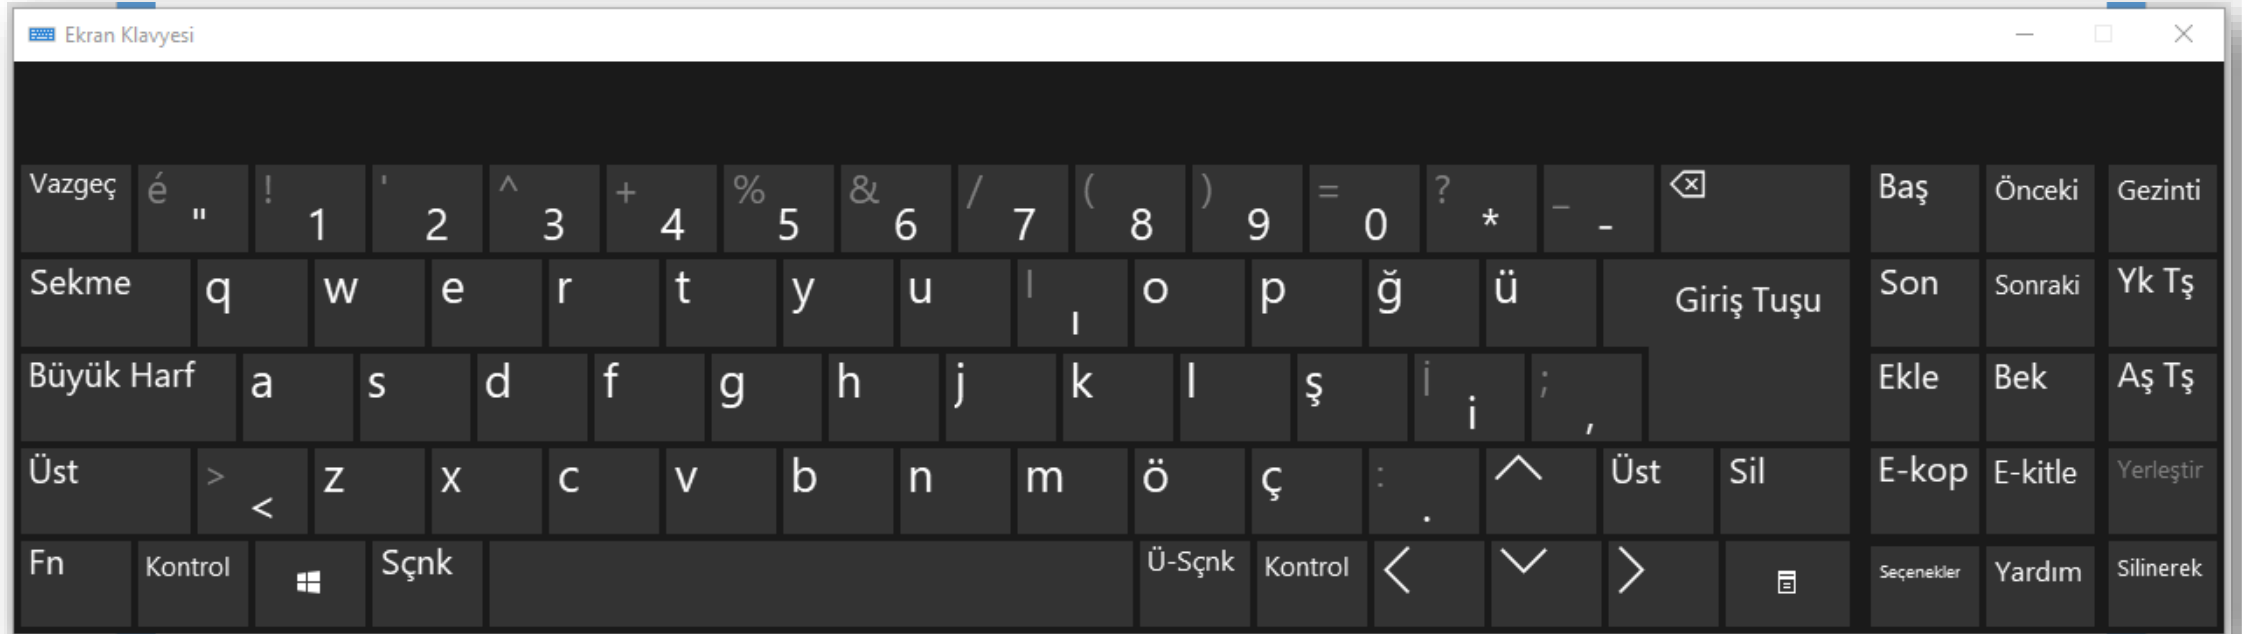 Ekran Klavyesi
Vazgeç é " ! 1 ' 2 ^ 3 + 4 % 5 & 6 / 7 ( 8 ) 9 = 0 ? * _ - Baş Önceki Gezinti
Sekme q w e r t y u I ı o p ğ ü Giriş Tuşu Son Sonraki Yk Tş
Büyük Harf a s d f g h j k l ş İ i ; , Ekle Bek Aş Tş
Üst > < z x c v b n m ö ç : . Üst Sil E-kop E-kitle Yerleştir
Fn Kontrol Sçnk Ü-Sçnk Kontrol Seçenekler Yardım Silinerek